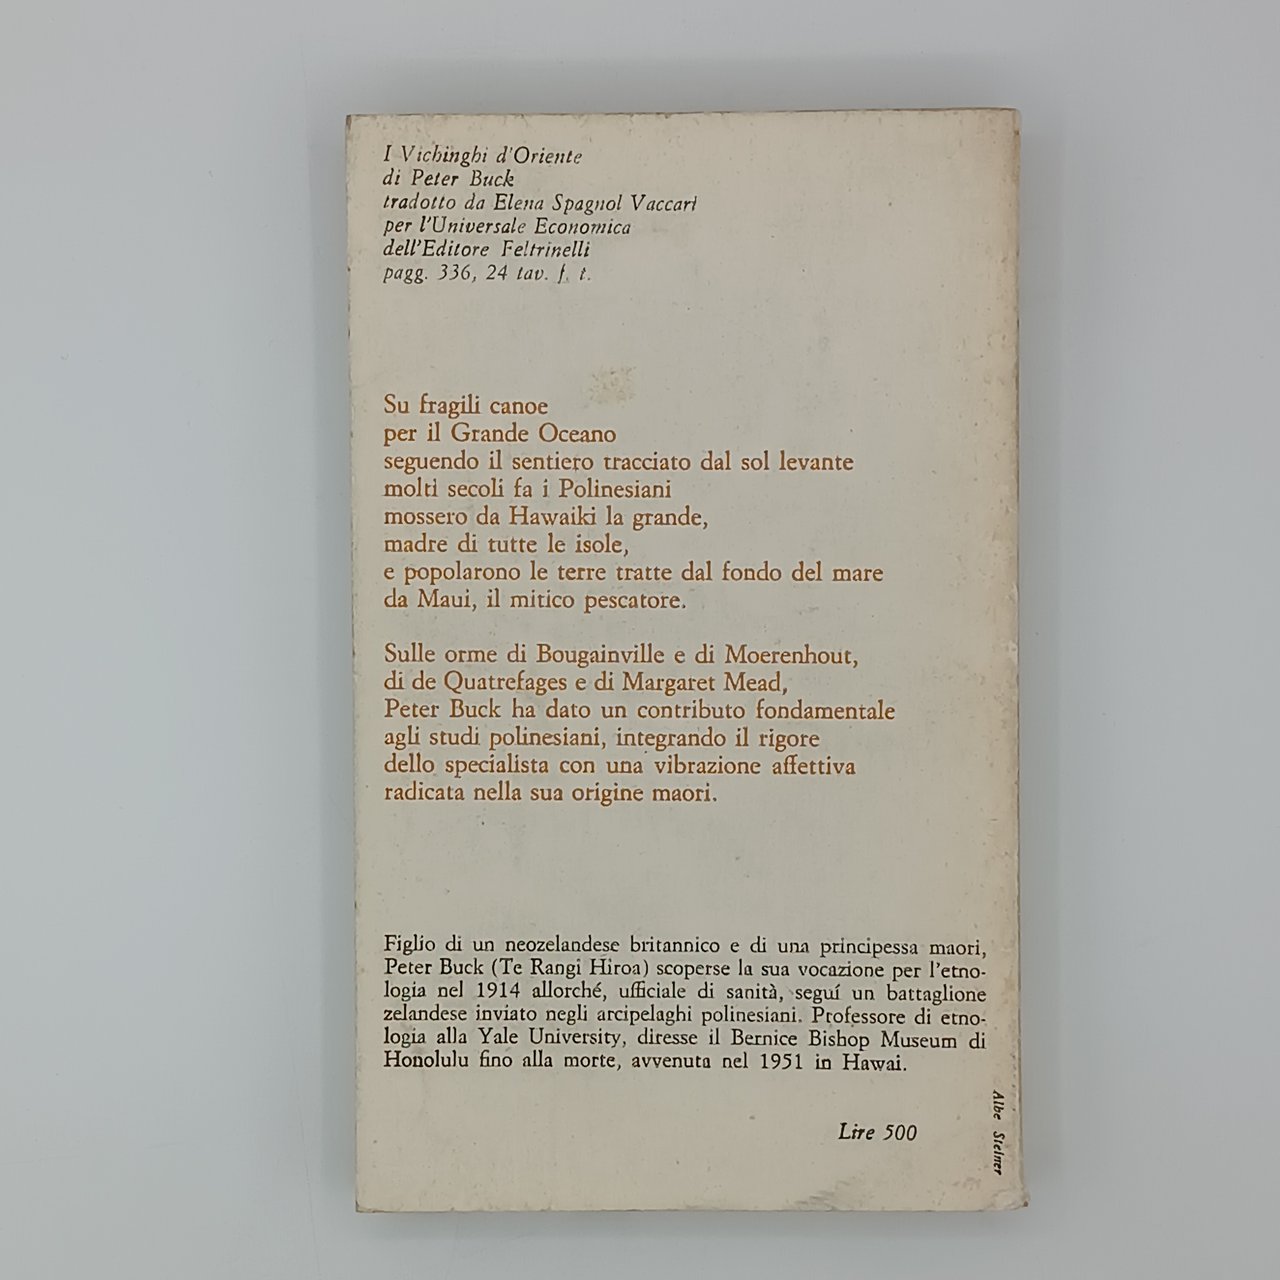 I Vichinghi d'Oriente
di Peter Buck
tradotto da Elena Spagnol Vaccari
per l'Universale Economica
dell'Editore Feltrinelli
pagg. 336, 24 tav. f. t.
Su fragili canoe
per il Grande Oceano
seguendo il sentiero tracciato dal sol levante
molti secoli fa i Polinesiani
mossero da Hawaiki la grande,
madre di tutte le isole,
e popolarono le terre tratte dal fondo del mare
da Maui, il mitico pescatore.
Sulle orme di Bougainville e di Moerenhout,
di de Quatrefages e di Margaret Mead,
Peter Buck ha dato un contributo fondamentale
agli studi polinesiani, integrando il rigore
dello specialista con una vibrazione affettiva
radicata nella sua origine maori.
Figlio di un neozelandese britannico e di una principessa maori,
Peter Buck (Te Rangi Hiroa) scoperse la sua vocazione per l'etno-
logia nel 1914 allorché, ufficiale di sanità, seguí un battaglione
zelandese inviato negli arcipelaghi polinesiani. Professore di etno-
logia alla Yale University, diresse il Bernice Bishop Museum di
Honolulu fino alla morte, avvenuta nel 1951 in Hawai.
Lire 500
Albe Steiner